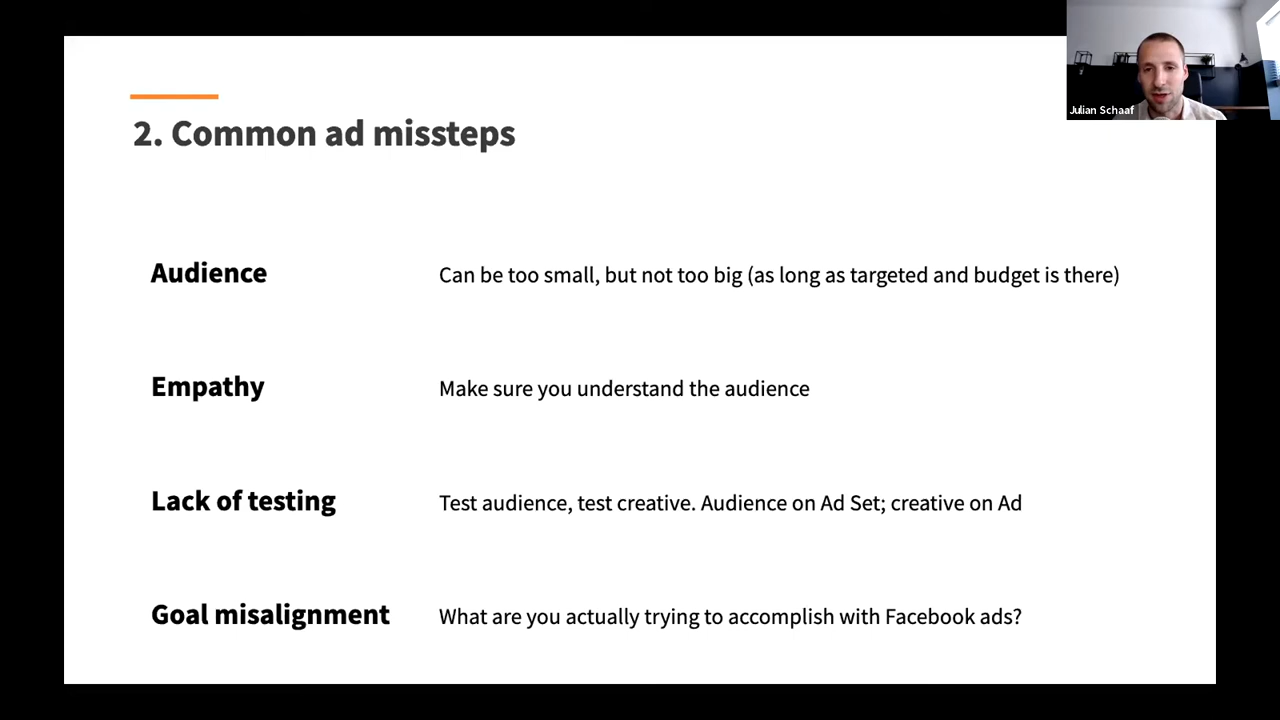 Julian Schaaf
2. Common ad missteps
Audience
Can be too small, but not too big (as long as targeted and budget is there)
Empathy
Make sure you understand the audience
Lack of testing
Test audience, test creative. Audience on Ad Set; creative on Ad
Goal misalignment
What are you actually trying to accomplish with Facebook ads?